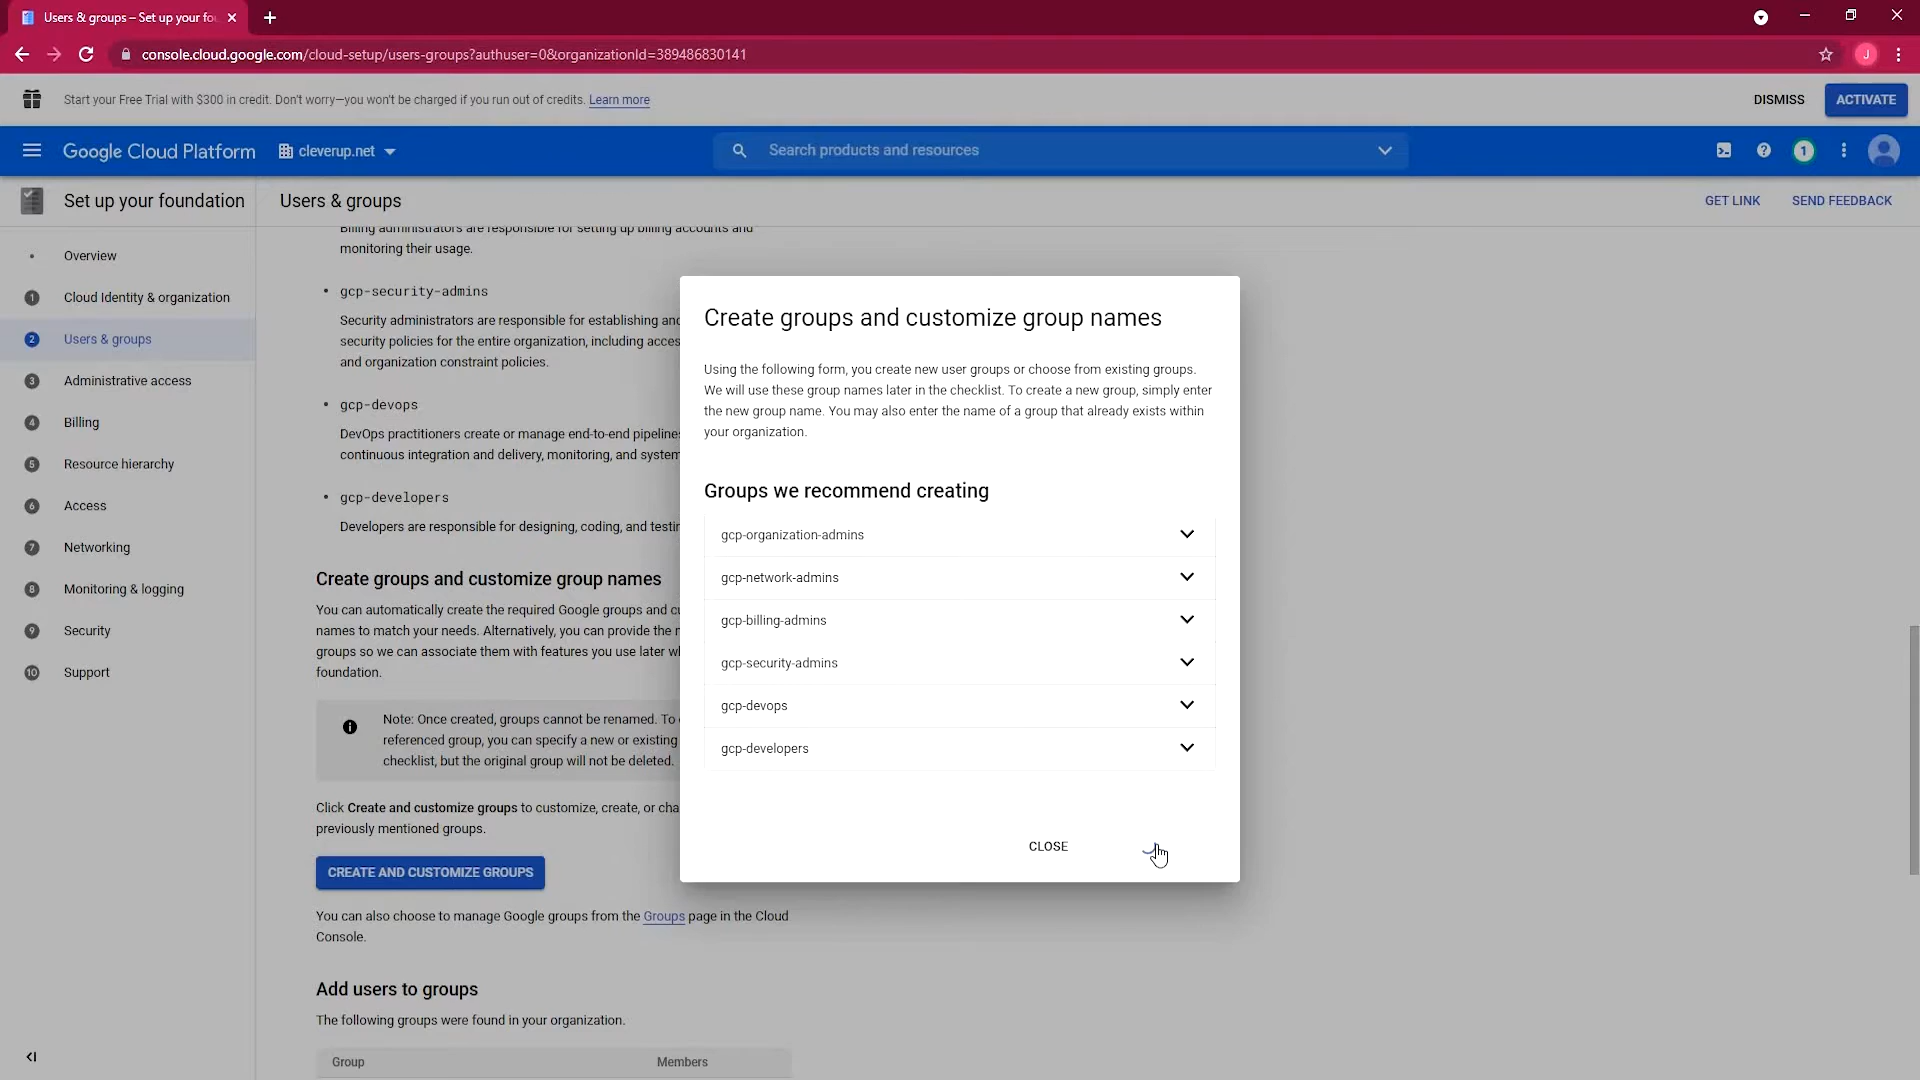 Users & groups – Set up your fo
console.cloud.google.com/cloud-setup/users-groups?authuser=0&organizationId=389486830141
J
Start your Free Trial with $300 in credit. Don't worry—you won't be charged if you run out of credits. Learn more
DISMISS
ACTIVATE
Google Cloud Platform
cleverup.net
Search products and resources
1
Set up your foundation
Users & groups
GET LINK
SEND FEEDBACK
Overview
1 Cloud Identity & organization
2 Users & groups
3 Administrative access
4 Billing
5 Resource hierarchy
6 Access
7 Networking
8 Monitoring & logging
9 Security
10 Support
Billing administrators are responsible for setting up billing accounts and
monitoring their usage.
• gcp-security-admins
Security administrators are responsible for establishing and
security policies for the entire organization, including acces
and organization constraint policies.
• gcp-devops
DevOps practitioners create or manage end-to-end pipelines
continuous integration and delivery, monitoring, and system
• gcp-developers
Developers are responsible for designing, coding, and testin
Create groups and customize group names
You can automatically create the required Google groups and cu
names to match your needs. Alternatively, you can provide the n
groups so we can associate them with features you use later wh
foundation.
Note: Once created, groups cannot be renamed. To
referenced group, you can specify a new or existing
checklist, but the original group will not be deleted.
Click Create and customize groups to customize, create, or cha
previously mentioned groups.
CREATE AND CUSTOMIZE GROUPS
You can also choose to manage Google groups from the Groups page in the Cloud
Console.
Add users to groups
The following groups were found in your organization.
Group Members
Create groups and customize group names
Using the following form, you create new user groups or choose from existing groups.
We will use these group names later in the checklist. To create a new group, simply enter
the new group name. You may also enter the name of a group that already exists within
your organization.
Groups we recommend creating
gcp-organization-admins
gcp-network-admins
gcp-billing-admins
gcp-security-admins
gcp-devops
gcp-developers
CLOSE